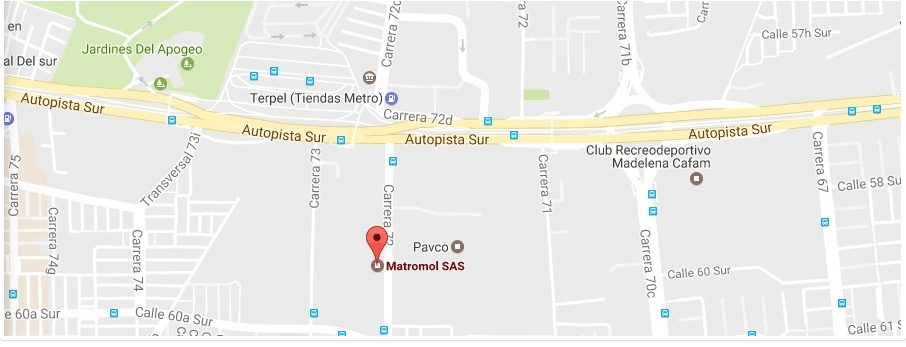 en
al Del sur
Jardines Del Apogeo
Carrera 72c
Carrera 72
Carrera 71b
Calle 57h Sur
Terpel (Tiendas Metro)
Carrera 72d
Autopista Sur
Autopista Sur
Autopista Sur
Autopista Sur
Carrera 75
Transversal 73i
Carrera 73
Carrera 72
Carrera 71
Club Recreodeportivo
Madelena Cafam
Carrera 67
Calle 58 Sur
Carrera 74g
Carrera 74
Pavco
Matromol SAS
Carrera 70c
Calle 60 Sur
le 60a Sur
Calle 60a Sur
Calle 61 S